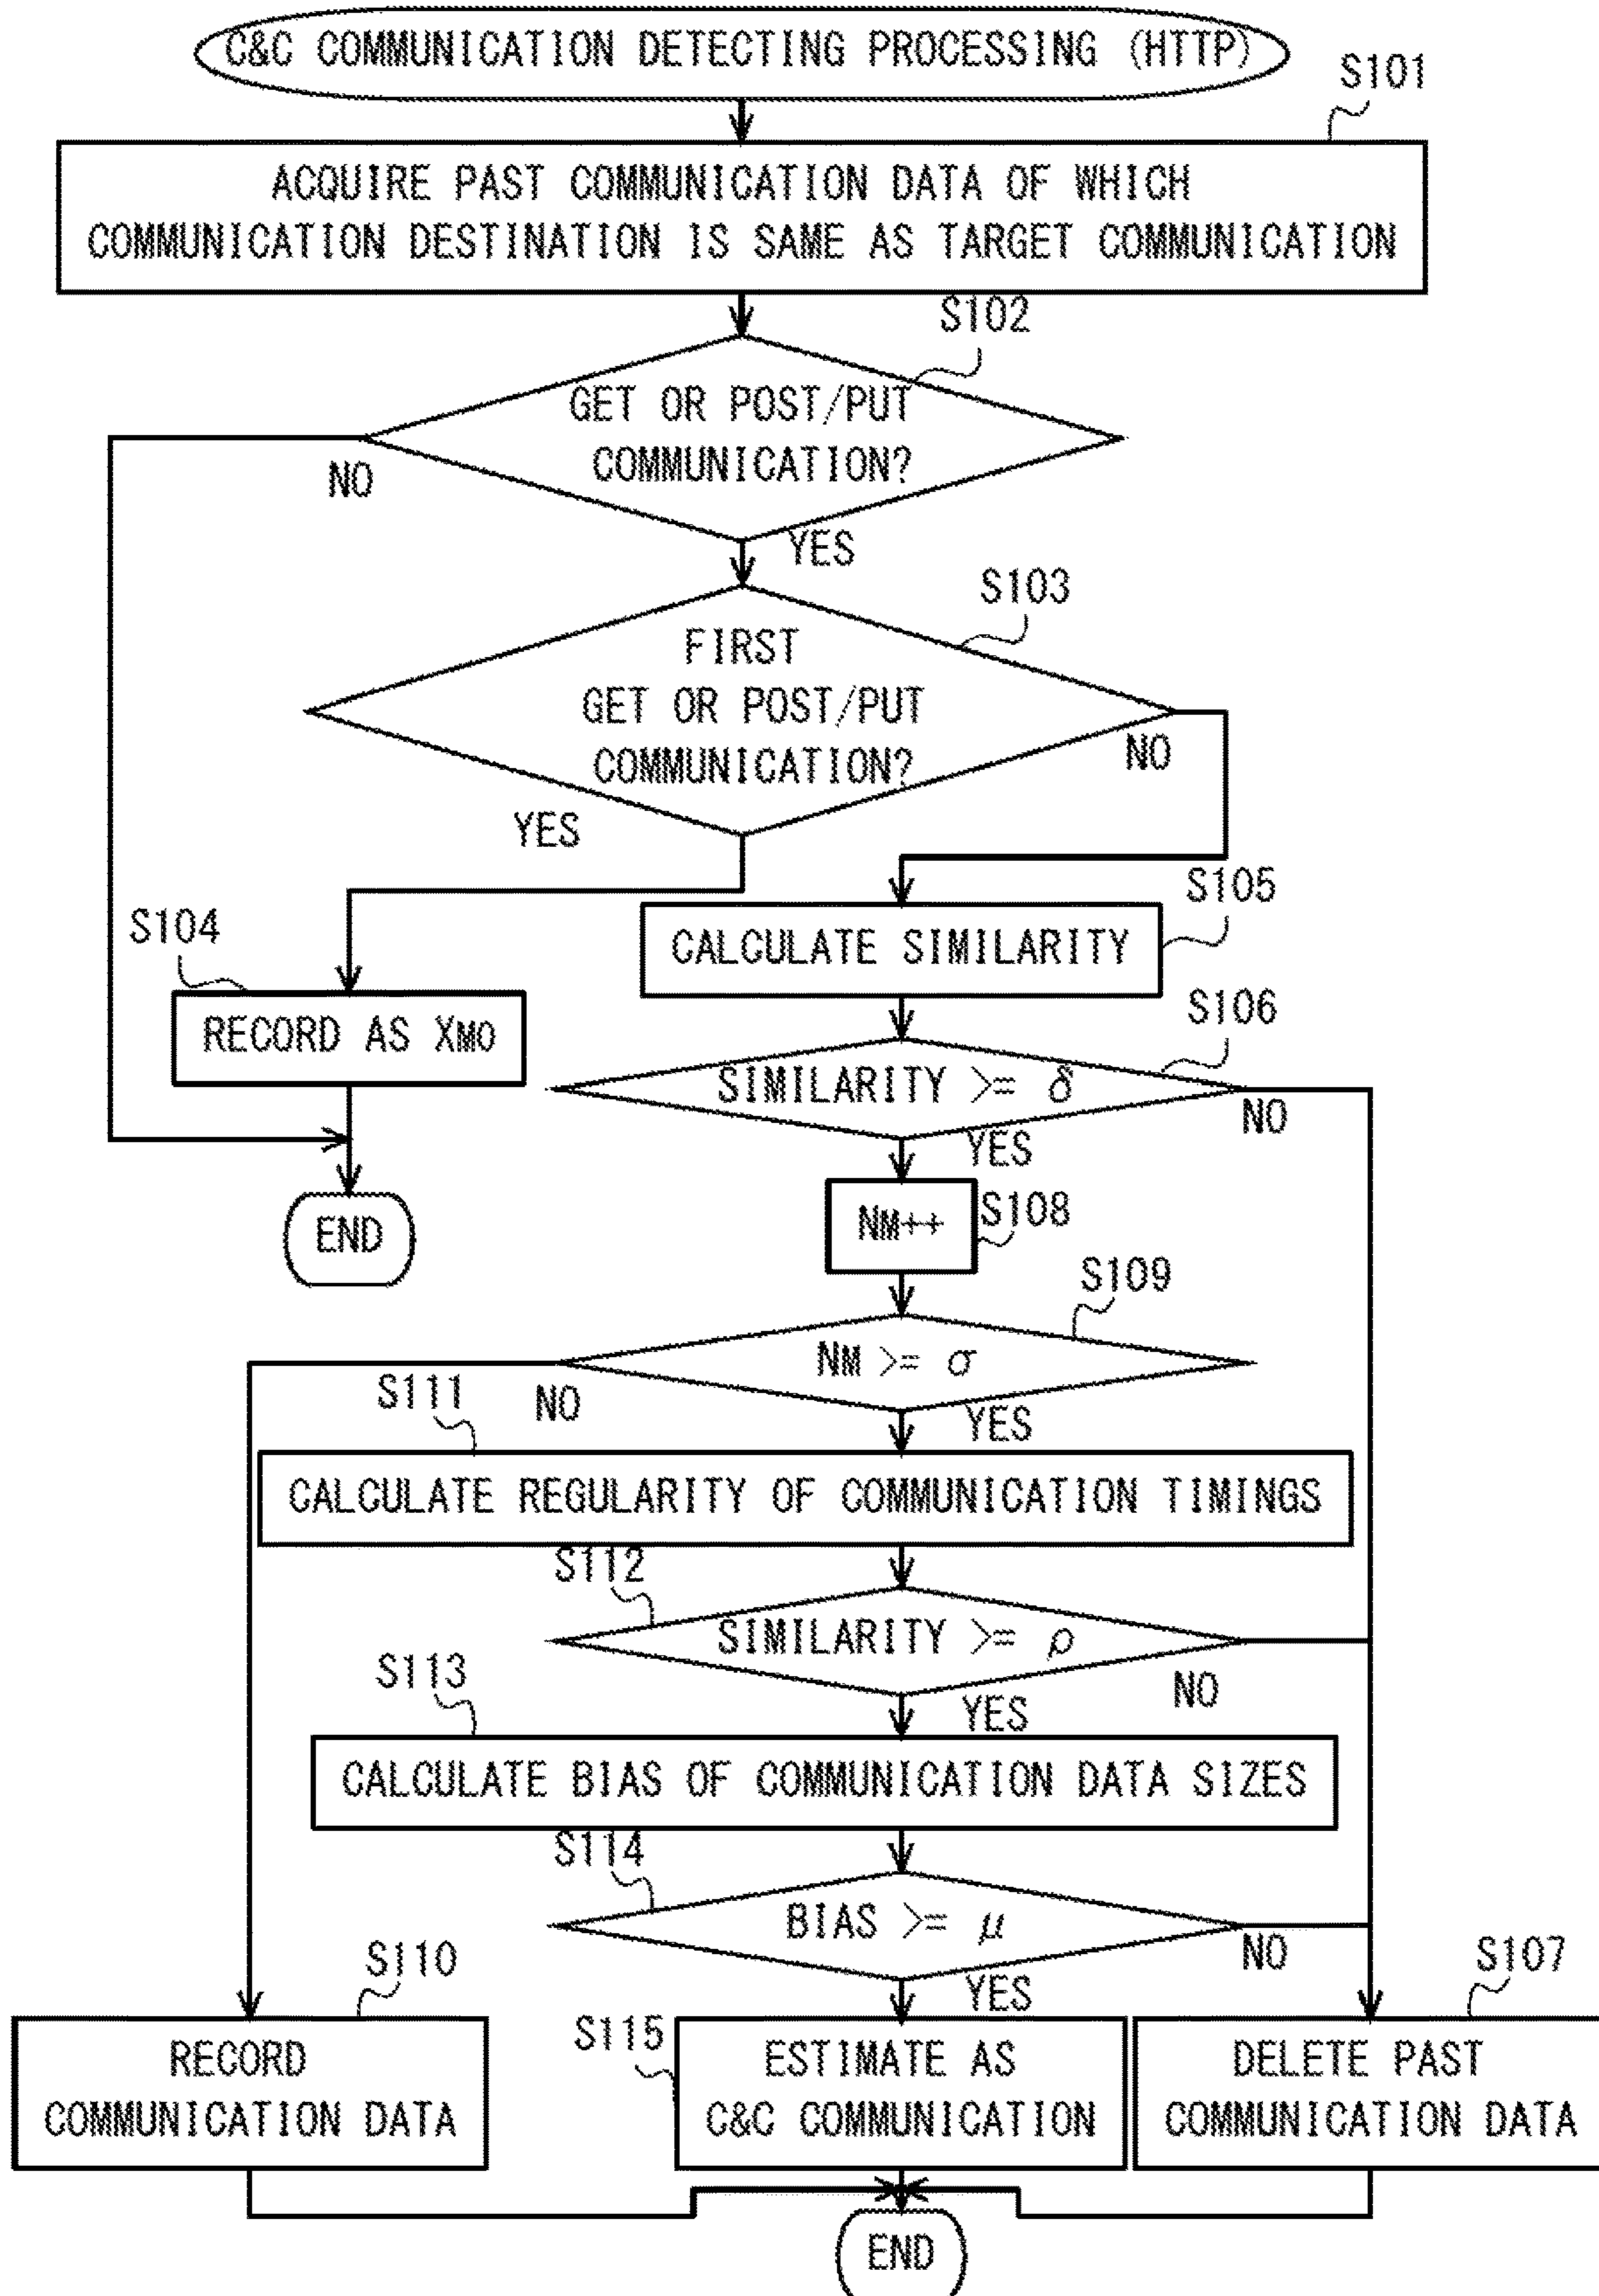 C&C COMMUNICATION DETECTING PROCESSING (HTTP)
S101
ACQUIRE PAST COMMUNICATION DATA OF WHICH
COMMUNICATION DESTINATION IS SAME AS TARGET COMMUNICATION
S102
GET OR POST/PUT
COMMUNICATION?
NO
YES
S103
FIRST
GET OR POST/PUT
COMMUNICATION?
NO
YES
S105
CALCULATE SIMILARITY
S104
RECORD AS XM0
S106
SIMILARITY >= δ
NO
YES
END
NM++
S108
S109
NM >= σ
NO
YES
S111
CALCULATE REGULARITY OF COMMUNICATION TIMINGS
S112
SIMILARITY >= ρ
NO
YES
S113
CALCULATE BIAS OF COMMUNICATION DATA SIZES
S114
BIAS >= μ
NO
YES
S110
RECORD
COMMUNICATION DATA
S115
ESTIMATE AS
C&C COMMUNICATION
S107
DELETE PAST
COMMUNICATION DATA
END